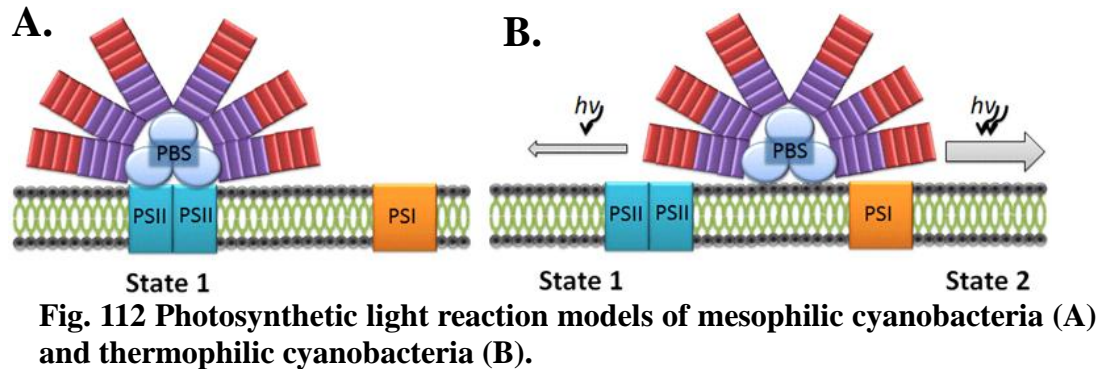 A.
B.
hν
hν
PBS
PBS
PSII PSII
PSI
PSII PSII
PSI
State 1
State 1
State 2
Fig. 112 Photosynthetic light reaction models of mesophilic cyanobacteria (A)
and thermophilic cyanobacteria (B).